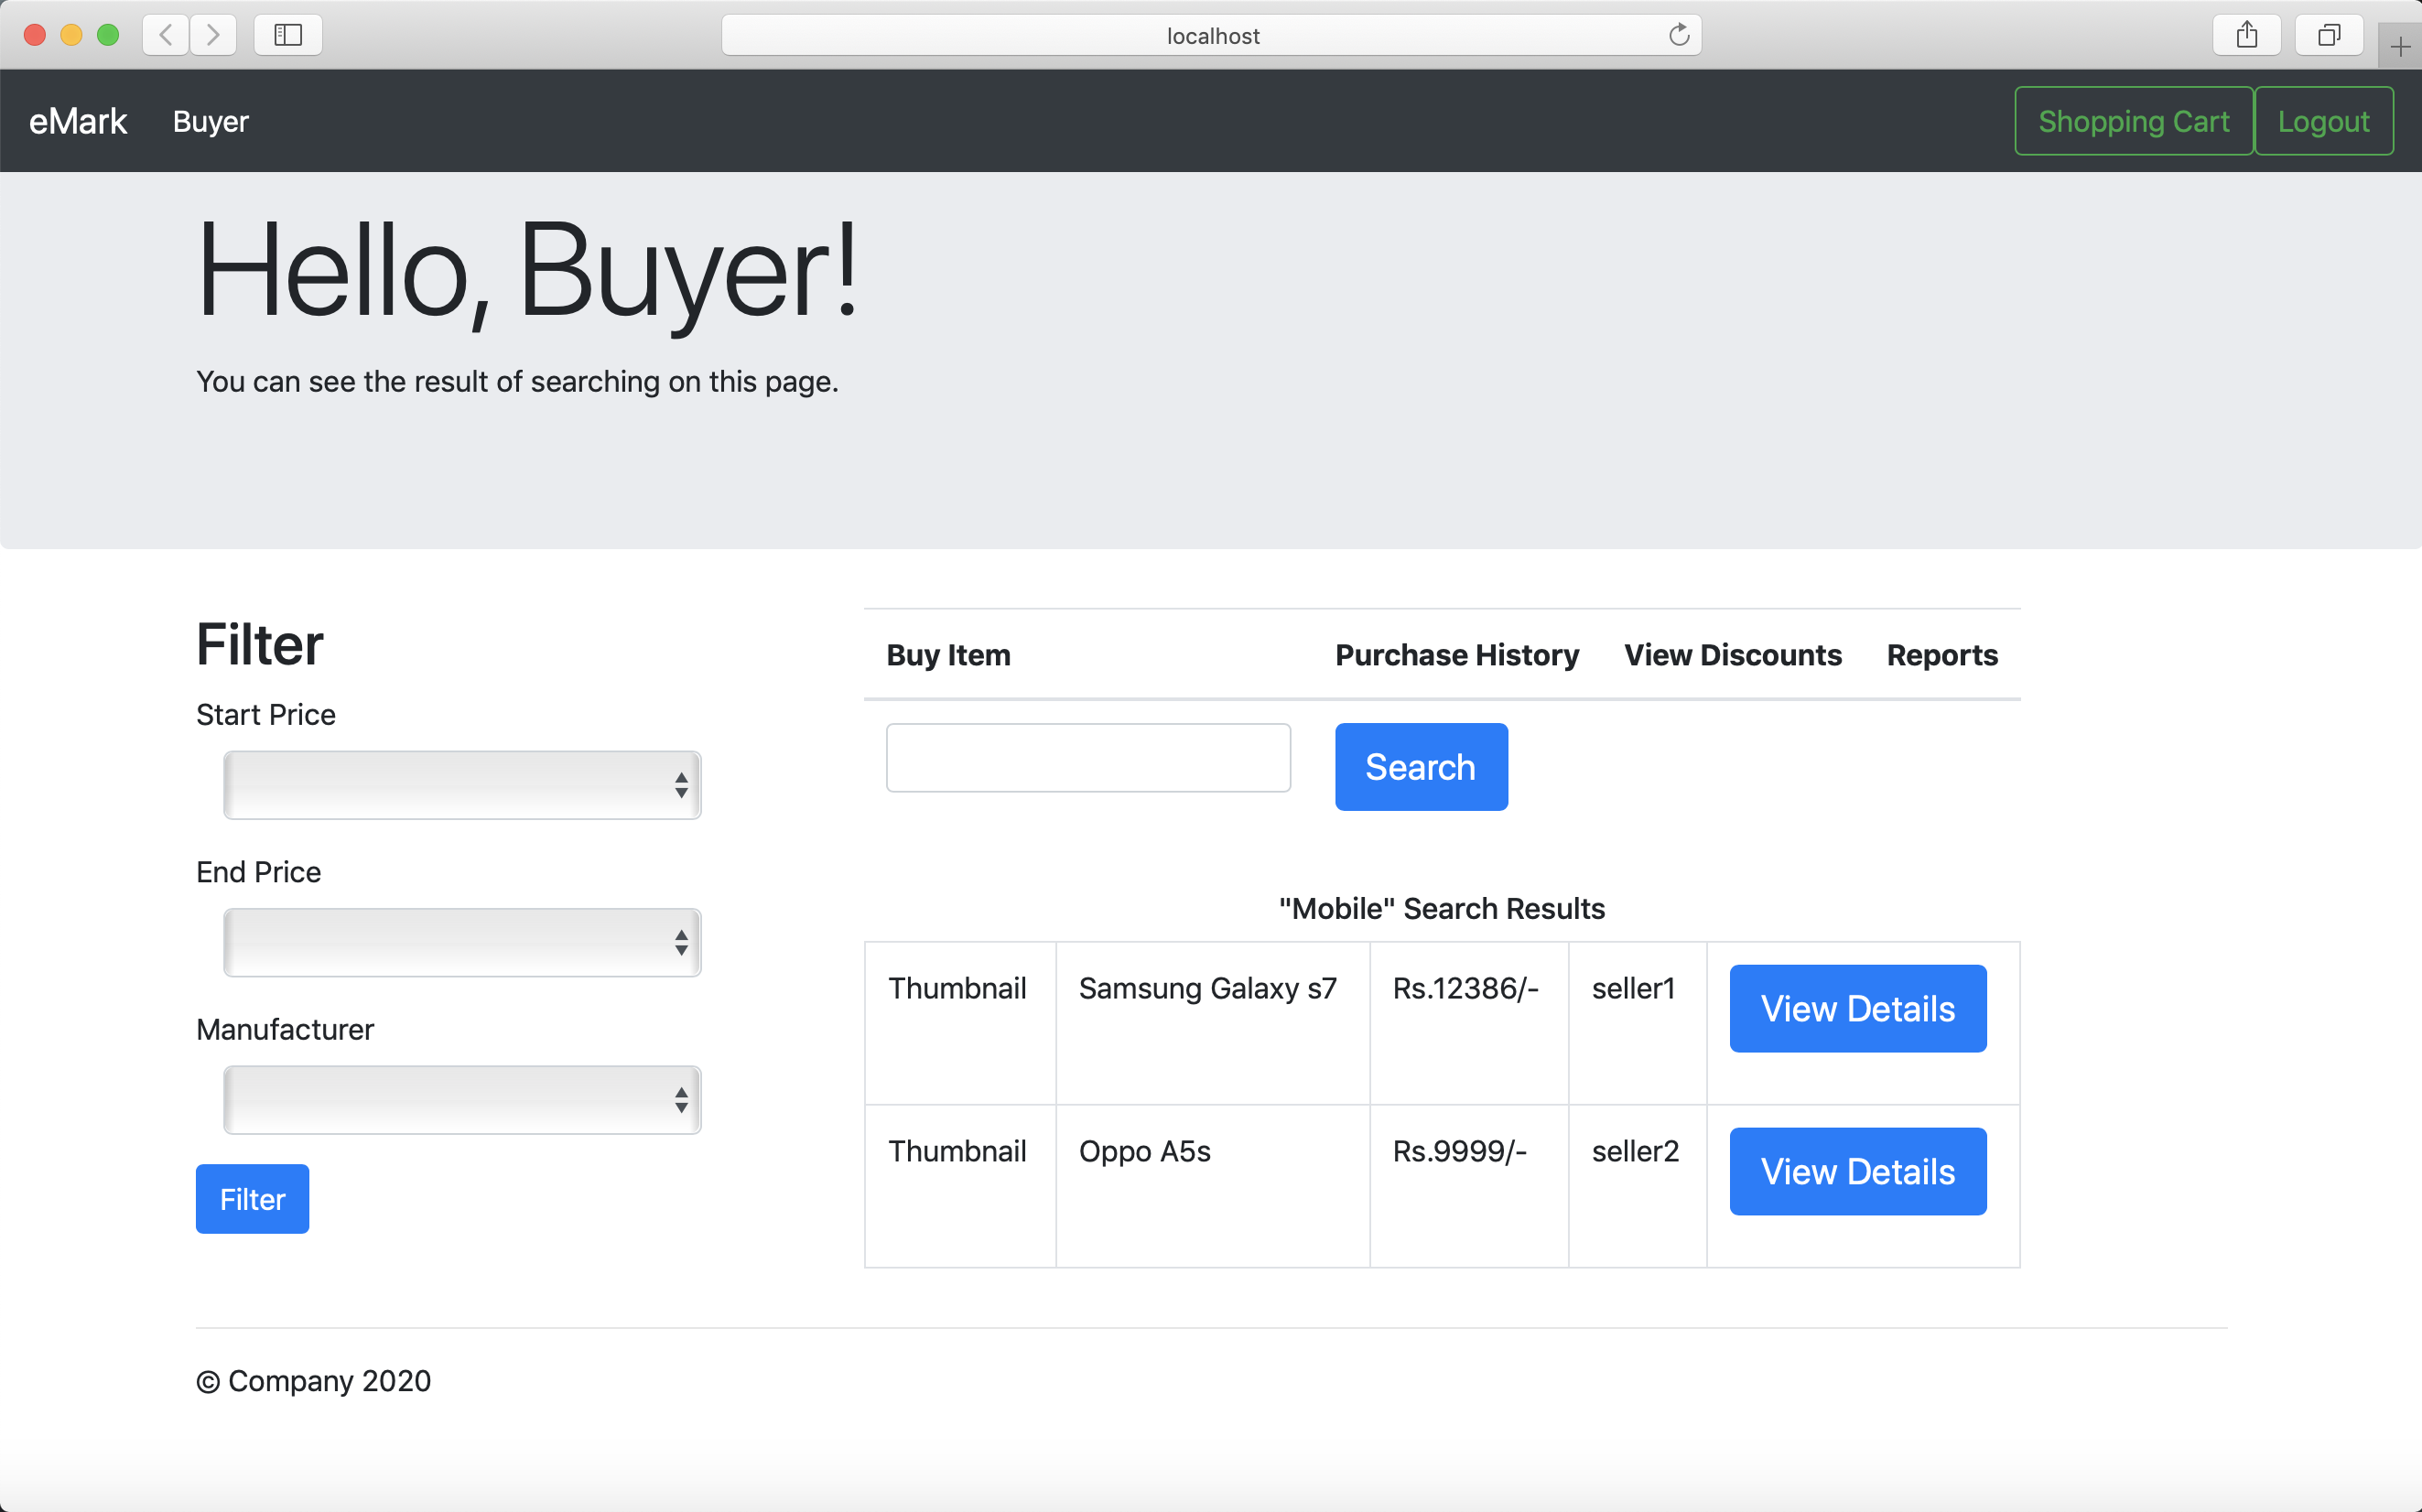 localhost
eMark Buyer Shopping Cart Logout
Hello, Buyer!
You can see the result of searching on this page.
Filter
Start Price
End Price
Manufacturer
Filter
Buy Item Purchase History View Discounts Reports
Search
"Mobile" Search Results
Thumbnail Samsung Galaxy s7 Rs.12386/- seller1 View Details
Thumbnail Oppo A5s Rs.9999/- seller2 View Details
© Company 2020